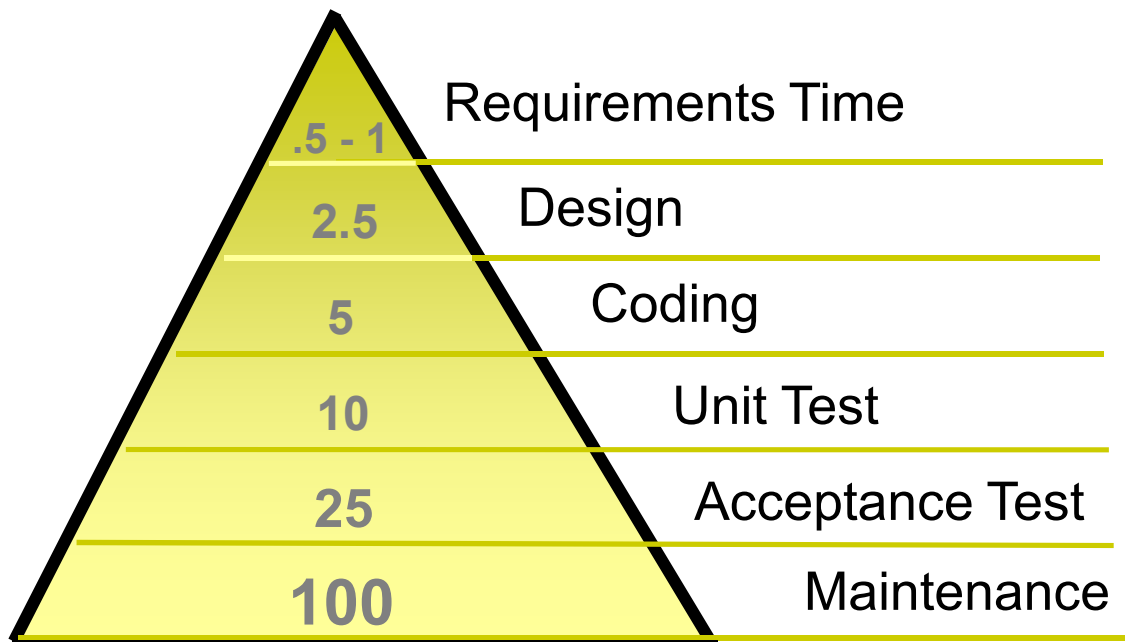 Requirements Time
.5 - 1
Design
2.5
Coding
5
Unit Test
10
Acceptance Test
25
Maintenance
100